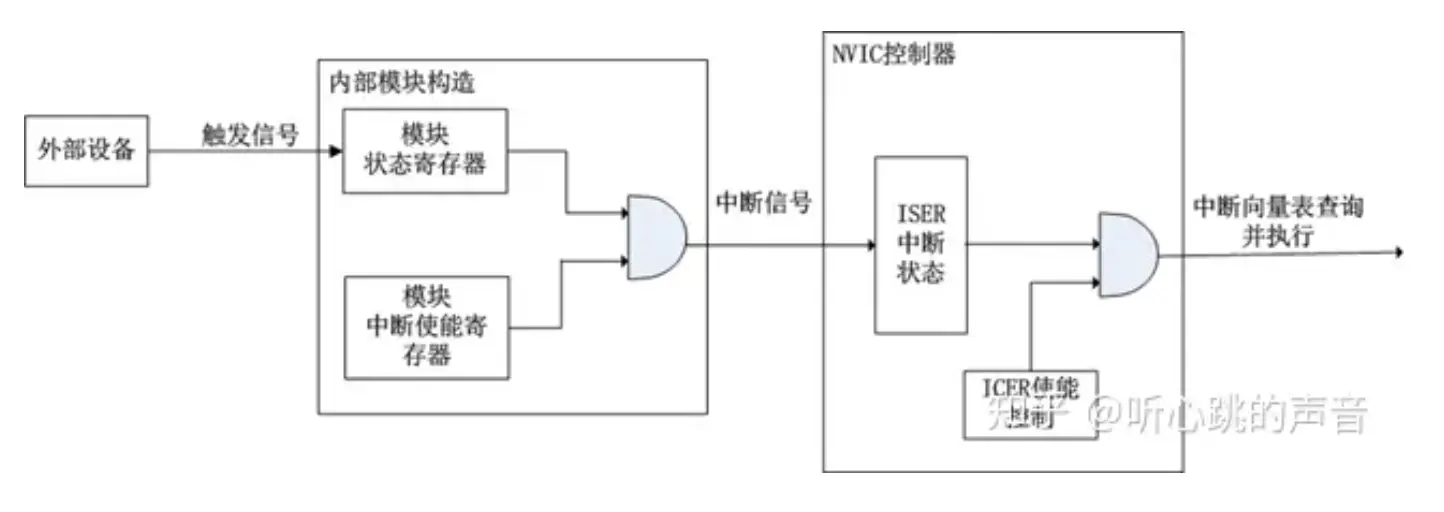 NVIC控制器
内部模块构造
外部设备
触发信号
模块
状态寄存器
中断信号
ISER
中断
状态
中断向量表查询
并执行
模块
中断使能寄
存器
ICER使能
控制
知乎 @听心跳的声音